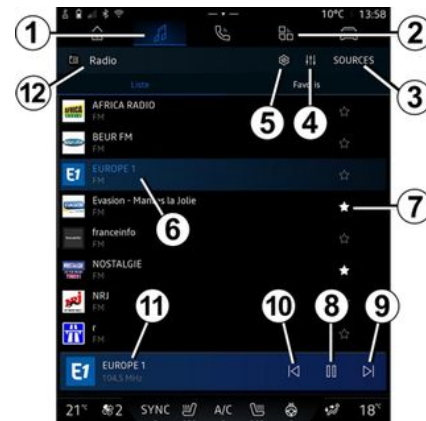 10°C 13:58
1
2
Radio
SOURCES
12
5
4
3
Liste
Favoris
AFRICA RADIO
FM
BEUR FM
FM
E1
EUROPE 1
FM
6
Evasion - Mantes la Jolie
FM
7
franceinfo
FM
NOSTALGIE
FM
NRJ
FM
r
FM
11
10
8
9
E1
EUROPE 1
104,5 MHz
21°C 2 SYNC A/C 18°C